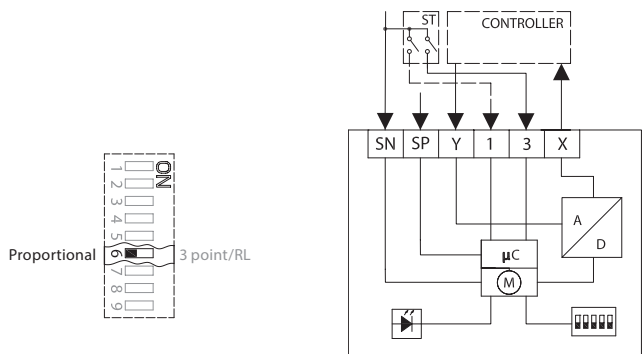 ST
CONTROLLER
SN SP Y 1 3 X
A
D
µC
M
ON
1
2
3
4
5
Proportional 6 3 point/RL
7
8
9